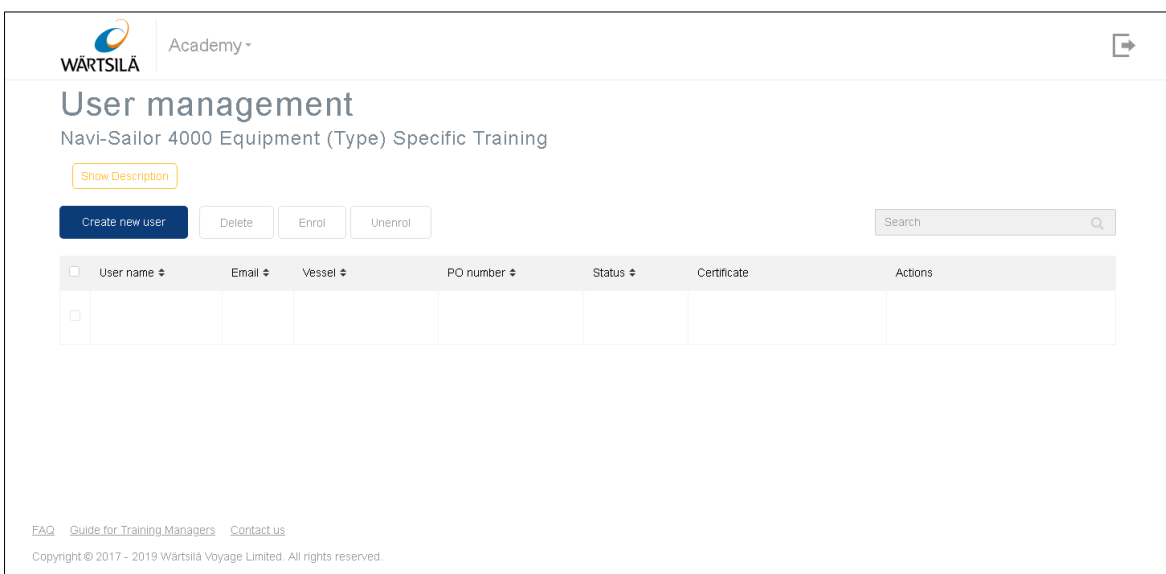 WÄRTSILÄ
Academy
User management
Navi-Sailor 4000 Equipment (Type) Specific Training
Show Description
Create new user Delete Enrol Unenrol Search
User name Email Vessel PO number Status Certificate Actions
FAQ Guide for Training Managers Contact us
Copyright © 2017 - 2019 Wärtsilä Voyage Limited. All rights reserved.